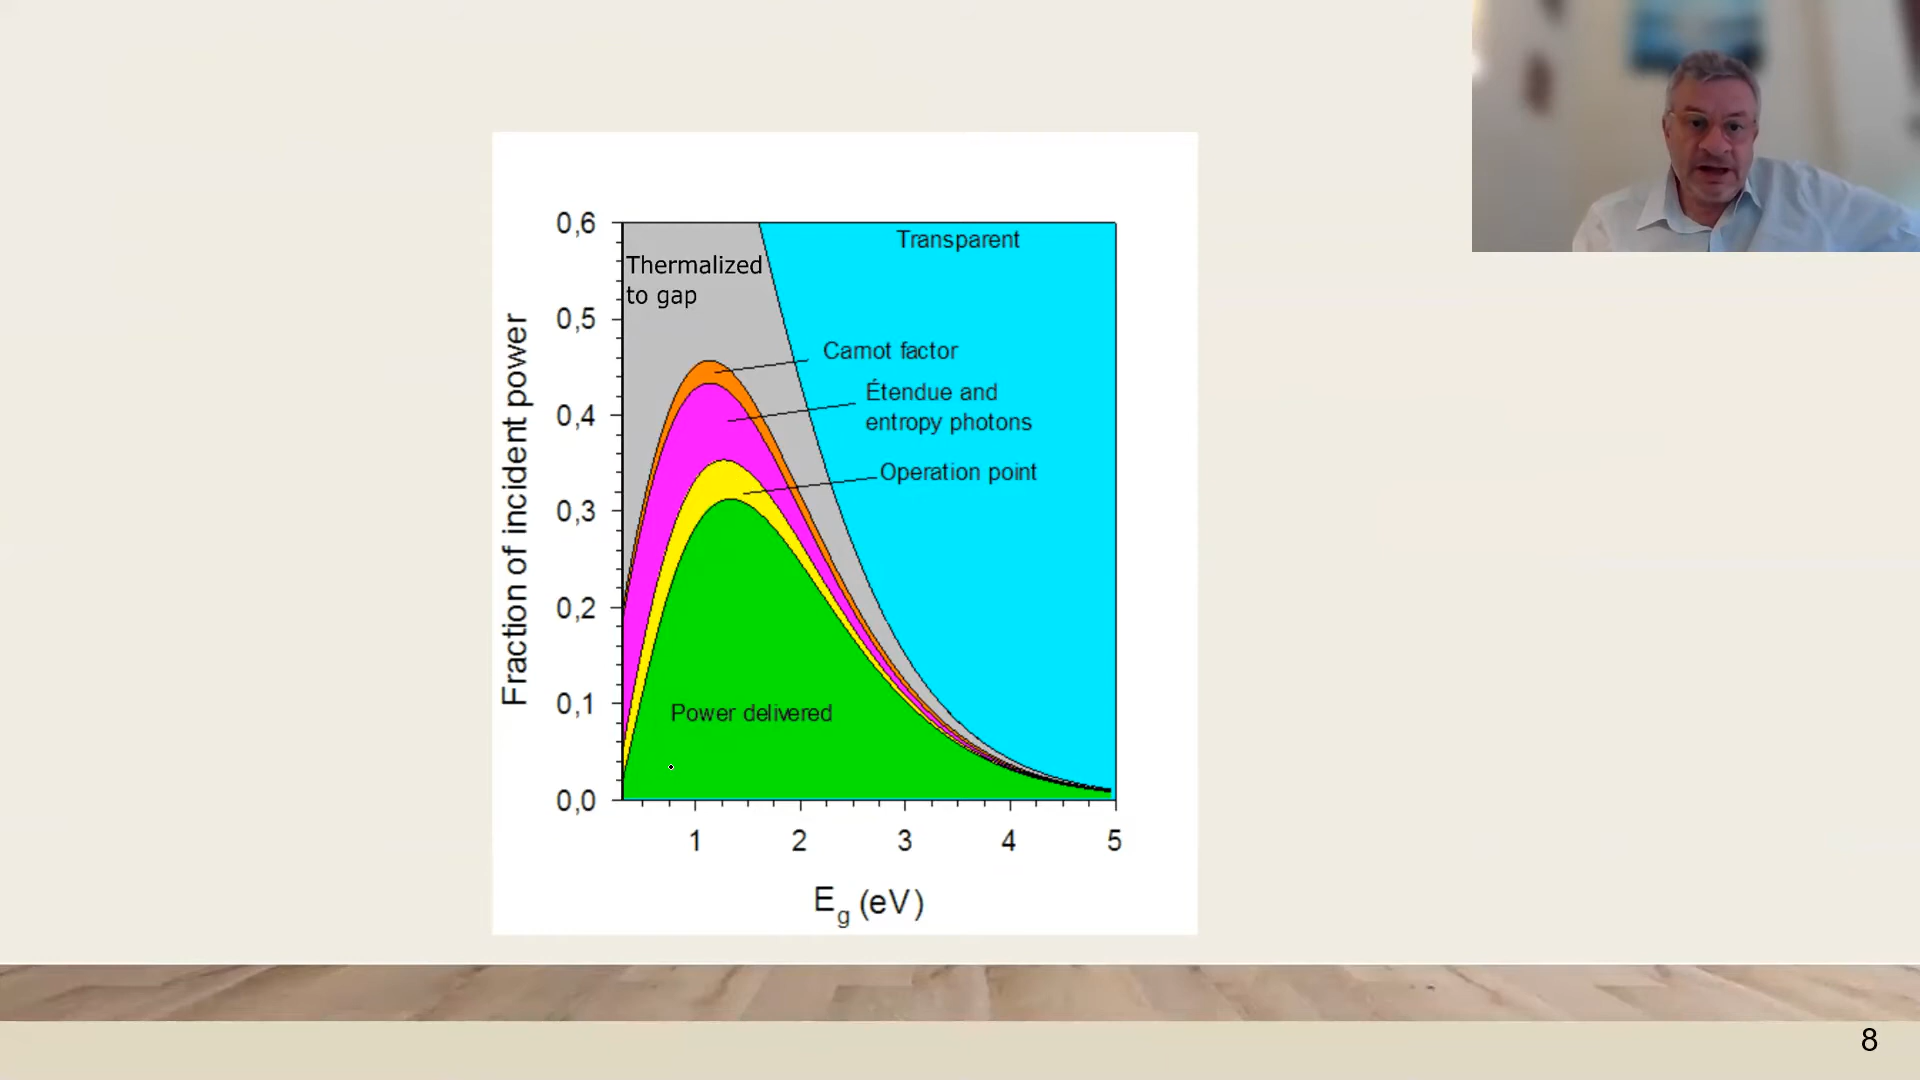 0,6
Transparent
Thermalized
to gap
0,5
Carnot factor
Étendue and
entropy photons
0,4
Operation point
0,3
0,2
0,1
Power delivered
0,0
Fraction of incident power
1 2 3 4 5
Eg (eV)
8